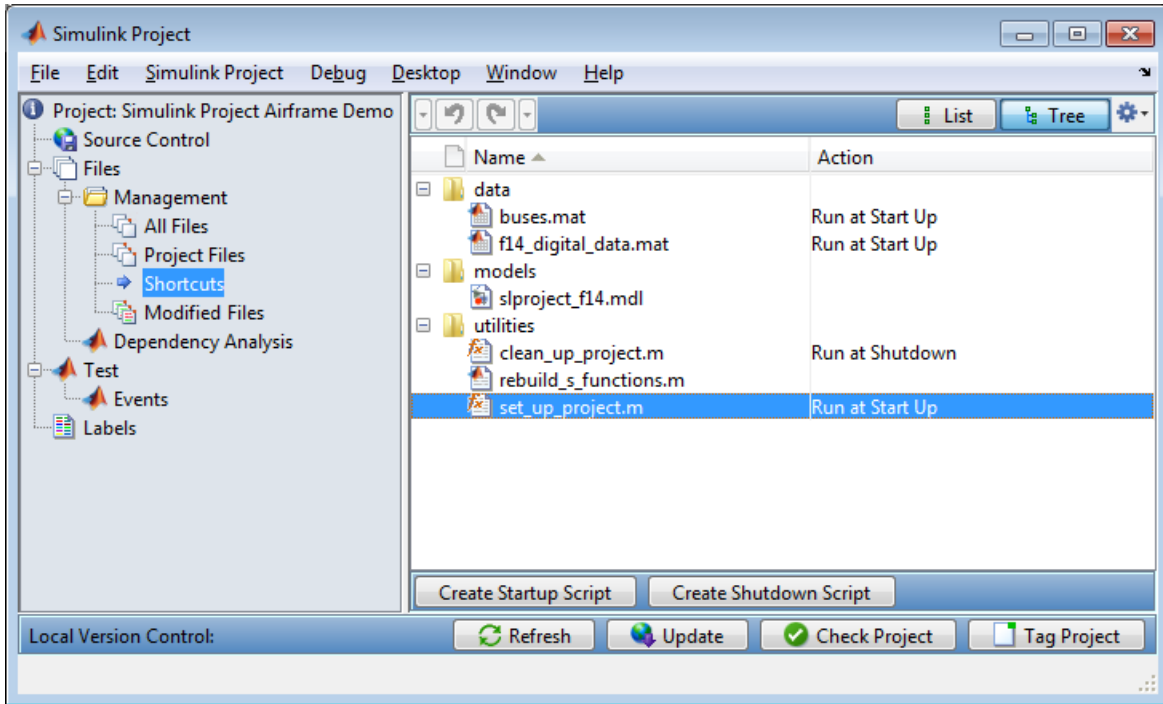 Simulink Project
File Edit Simulink Project Debug Desktop Window Help
Project: Simulink Project Airframe Demo
Source Control
Files
Management
All Files
Project Files
Shortcuts
Modified Files
Dependency Analysis
Test
Events
Labels
List Tree
Name Action
data
buses.mat Run at Start Up
f14_digital_data.mat Run at Start Up
models
slproject_f14.mdl
utilities
clean_up_project.m Run at Shutdown
rebuild_s_functions.m
set_up_project.m Run at Start Up
Create Startup Script Create Shutdown Script
Local Version Control: Refresh Update Check Project Tag Project